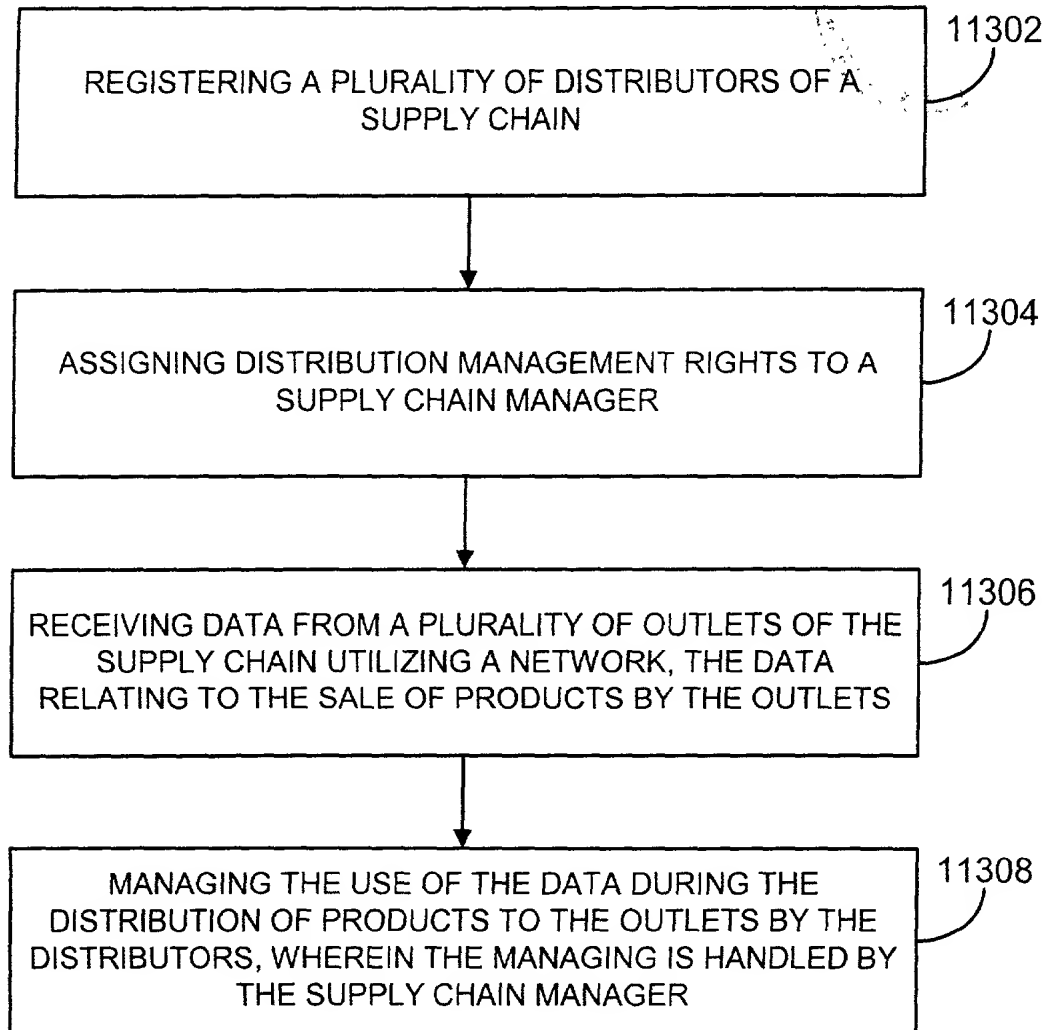 11302
REGISTERING A PLURALITY OF DISTRIBUTORS OF A
SUPPLY CHAIN
11304
ASSIGNING DISTRIBUTION MANAGEMENT RIGHTS TO A
SUPPLY CHAIN MANAGER
11306
RECEIVING DATA FROM A PLURALITY OF OUTLETS OF THE
SUPPLY CHAIN UTILIZING A NETWORK, THE DATA
RELATING TO THE SALE OF PRODUCTS BY THE OUTLETS
11308
MANAGING THE USE OF THE DATA DURING THE
DISTRIBUTION OF PRODUCTS TO THE OUTLETS BY THE
DISTRIBUTORS, WHEREIN THE MANAGING IS HANDLED BY
THE SUPPLY CHAIN MANAGER